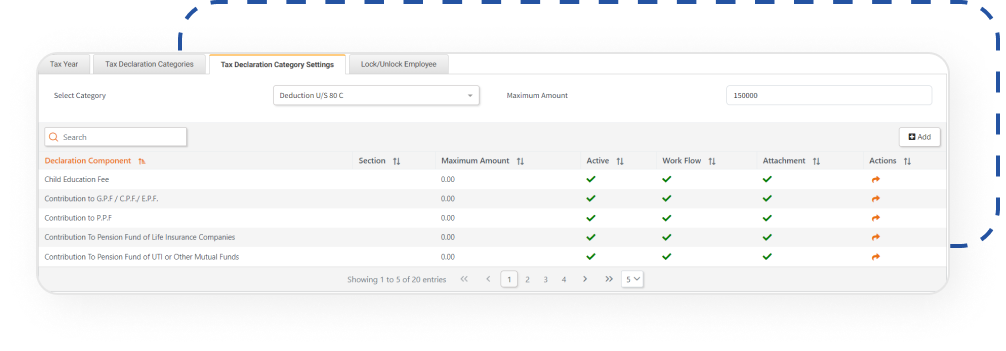 Tax Year Tax Declaration Categories Tax Declaration Category Settings Lock/Unlock Employee
Select Category Deduction U/S 80 C Maximum Amount 150000
Search Add
Declaration Component Section Maximum Amount Active Work Flow Attachment Actions
Child Education Fee 0.00
Contribution to G.P.F / C.P.F./ E.P.F. 0.00
Contribution to P.P.F 0.00
Contribution To Pension Fund of Life Insurance Companies 0.00
Contribution To Pension Fund of UTI or Other Mutual Funds 0.00
Showing 1 to 5 of 20 entries << < 1 2 3 4 > >> 5